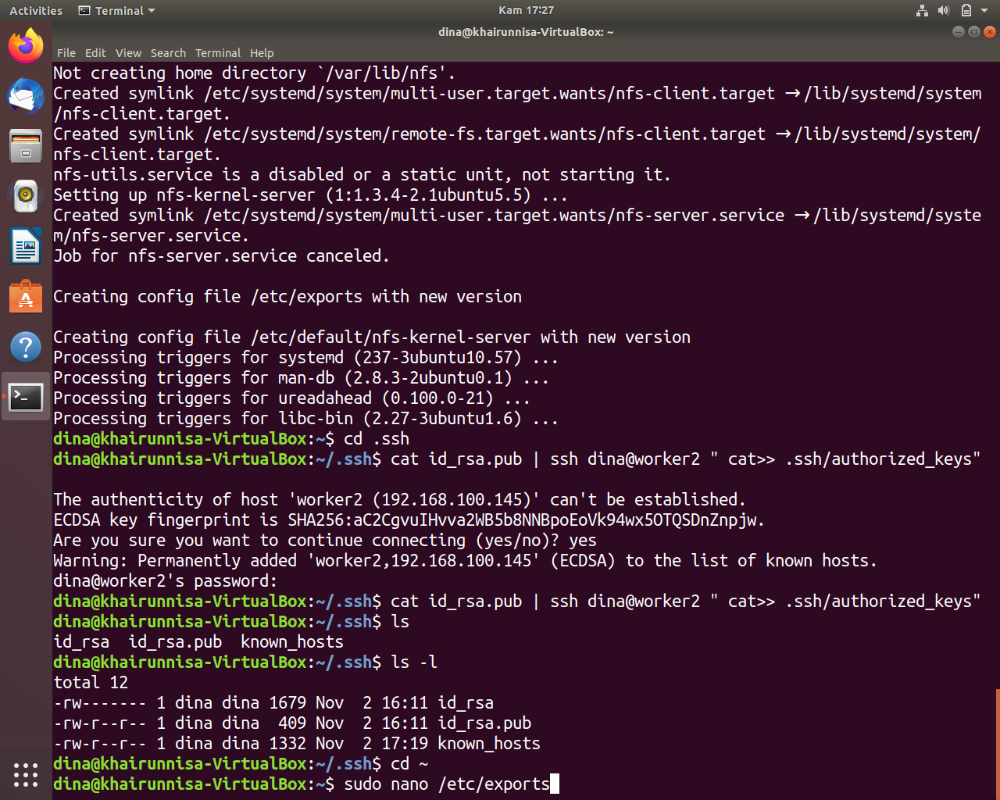 Activities
Terminal
Kam 17:27
dina@khairunnisa-VirtualBox: ~
File Edit View Search Terminal Help
Not creating home directory `/var/lib/nfs'.
Created symlink /etc/systemd/system/multi-user.target.wants/nfs-client.target → /lib/systemd/system
/nfs-client.target.
Created symlink /etc/systemd/system/remote-fs.target.wants/nfs-client.target → /lib/systemd/system/
nfs-client.target.
nfs-utils.service is a disabled or a static unit, not starting it.
Setting up nfs-kernel-server (1:1.3.4-2.1ubuntu5.5) ...
Created symlink /etc/systemd/system/multi-user.target.wants/nfs-server.service → /lib/systemd/syste
m/nfs-server.service.
Job for nfs-server.service canceled.
Creating config file /etc/exports with new version
Creating config file /etc/default/nfs-kernel-server with new version
Processing triggers for systemd (237-3ubuntu10.57) ...
Processing triggers for man-db (2.8.3-2ubuntu0.1) ...
Processing triggers for ureadahead (0.100.0-21) ...
Processing triggers for libc-bin (2.27-3ubuntu1.6) ...
dina@khairunnisa-VirtualBox:~$ cd .ssh
dina@khairunnisa-VirtualBox:~/.ssh$ cat id_rsa.pub | ssh dina@worker2 " cat>> .ssh/authorized_keys"
The authenticity of host 'worker2 (192.168.100.145)' can't be established.
ECDSA key fingerprint is SHA256:aC2CgvuIHvva2WB5b8NNBpoEoVk94wx5OTQSDnZnpjw.
Are you sure you want to continue connecting (yes/no)? yes
Warning: Permanently added 'worker2,192.168.100.145' (ECDSA) to the list of known hosts.
dina@worker2's password:
dina@khairunnisa-VirtualBox:~/.ssh$ cat id_rsa.pub | ssh dina@worker2 " cat>> .ssh/authorized_keys"
dina@khairunnisa-VirtualBox:~/.ssh$ ls
id_rsa  id_rsa.pub  known_hosts
dina@khairunnisa-VirtualBox:~/.ssh$ ls -l
total 12
-rw------- 1 dina dina 1679 Nov  2 16:11 id_rsa
-rw-r--r-- 1 dina dina  409 Nov  2 16:11 id_rsa.pub
-rw-r--r-- 1 dina dina 1332 Nov  2 17:19 known_hosts
dina@khairunnisa-VirtualBox:~/.ssh$ cd ~
dina@khairunnisa-VirtualBox:~$ sudo nano /etc/exports